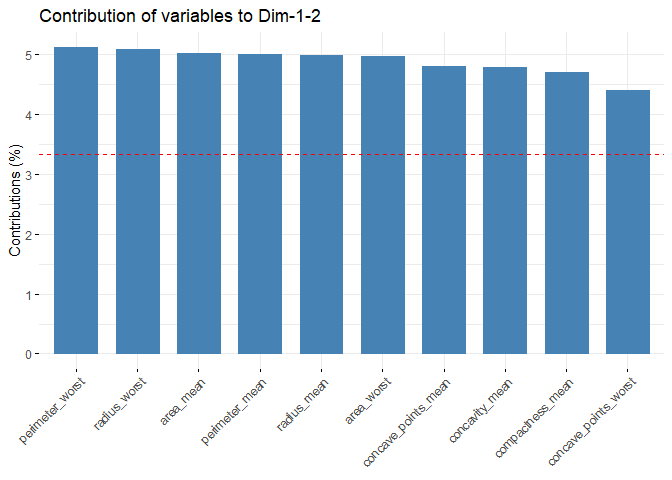 Contribution of variables to Dim-1-2
Contributions (%)
5
4
3
2
1
0
perimeter_worst
radius_worst
area_mean
perimeter_mean
radius_mean
area_worst
concave_points_mean
concavity_mean
compactness_mean
concave_points_worst